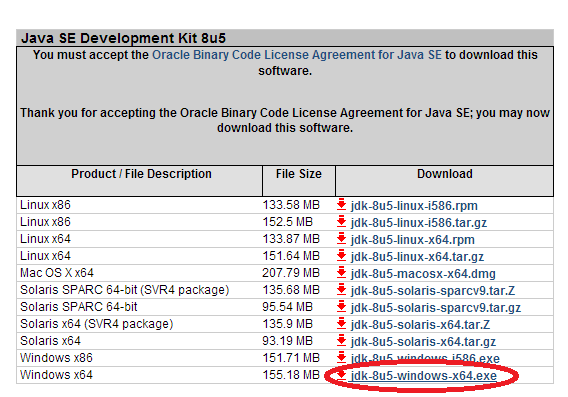 Java SE Development Kit 8u5
You must accept the Oracle Binary Code License Agreement for Java SE to download this
software.
Thank you for accepting the Oracle Binary Code License Agreement for Java SE; you may now
download this software.
Product / File Description File Size Download
Linux x86 133.58 MB jdk-8u5-linux-i586.rpm
Linux x86 152.5 MB jdk-8u5-linux-i586.tar.gz
Linux x64 133.87 MB jdk-8u5-linux-x64.rpm
Linux x64 151.64 MB jdk-8u5-linux-x64.tar.gz
Mac OS X x64 207.79 MB jdk-8u5-macosx-x64.dmg
Solaris SPARC 64-bit (SVR4 package) 135.68 MB jdk-8u5-solaris-sparcv9.tar.Z
Solaris SPARC 64-bit 95.54 MB jdk-8u5-solaris-sparcv9.tar.gz
Solaris x64 (SVR4 package) 135.9 MB jdk-8u5-solaris-x64.tar.Z
Solaris x64 93.19 MB jdk-8u5-solaris-x64.tar.gz
Windows x86 151.71 MB jdk-8u5-windows-i586.exe
Windows x64 155.18 MB jdk-8u5-windows-x64.exe